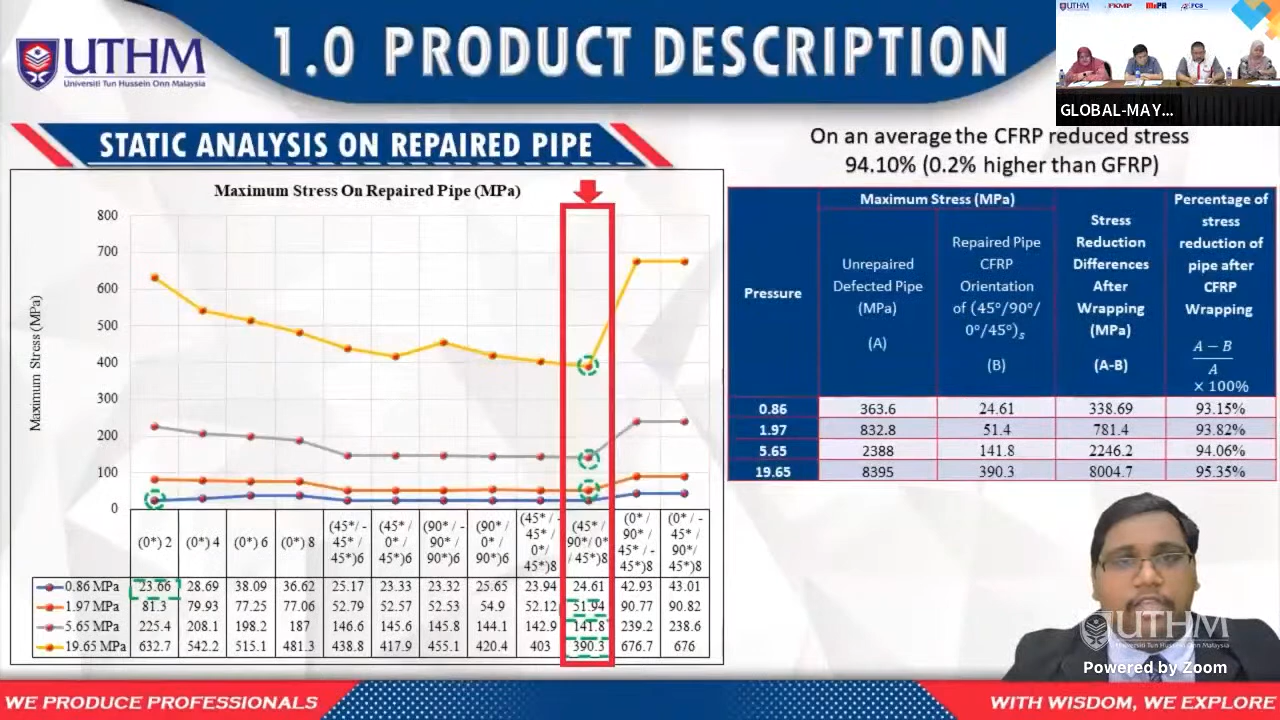 UTHM
Universiti Tun Hussein Onn Malaysia
1.0 PRODUCT DESCRIPTION
UTHM
FKMP
GLOBAL-MAY...
STATIC ANALYSIS ON REPAIRED PIPE
On an average the CFRP reduced stress
94.10% (0.2% higher than GFRP)
Maximum Stress On Repaired Pipe (MPa)
Maximum Stress (MPa)
800
700
600
500
400
300
200
100
0
(0*) 2
(0*) 4
(0*) 6
(0*) 8
(45*/ -
45* /
45*)6
(45* /
0* /
45*)6
(90* / -
90* /
90*)6
(90* /
0* /
90*)6
(45* / -
45* /
0*/
45*)8
(45* /
90*/ 0*
/ 45*)8
(0* /
90* /
45* / -
45*)8
(0* / -
45* /
90*/
45*)8
0.86 MPa 23.66 28.69 38.09 36.62 25.17 23.33 23.32 25.65 23.94 24.61 42.93 43.01
1.97 MPa 81.3 79.93 77.25 77.06 52.79 52.57 52.53 54.9 52.12 51.94 90.77 90.82
5.65 MPa 225.4 208.1 198.2 187 146.6 145.6 145.8 144.1 142.9 141.8 239.2 238.6
19.65 MPa 632.7 542.2 515.1 481.3 438.8 417.9 455.1 420.4 403 390.3 676.7 676
Pressure
Maximum Stress (MPa)
Unrepaired
Defected Pipe
(MPa)
(A)
Repaired Pipe
CFRP
Orientation
of (45°/90°/
0°/45°)s
(B)
Stress
Reduction
Differences
After
Wrapping
(MPa)
(A-B)
Percentage of
stress
reduction of
pipe after
CFRP
Wrapping
A − B
A
× 100%
0.86 363.6 24.61 338.69 93.15%
1.97 832.8 51.4 781.4 93.82%
5.65 2388 141.8 2246.2 94.06%
19.65 8395 390.3 8004.7 95.35%
UTHM
Universiti Tun Hussein Onn Malaysia
Powered by Zoom
WE PRODUCE PROFESSIONALS
WITH WISDOM, WE EXPLORE